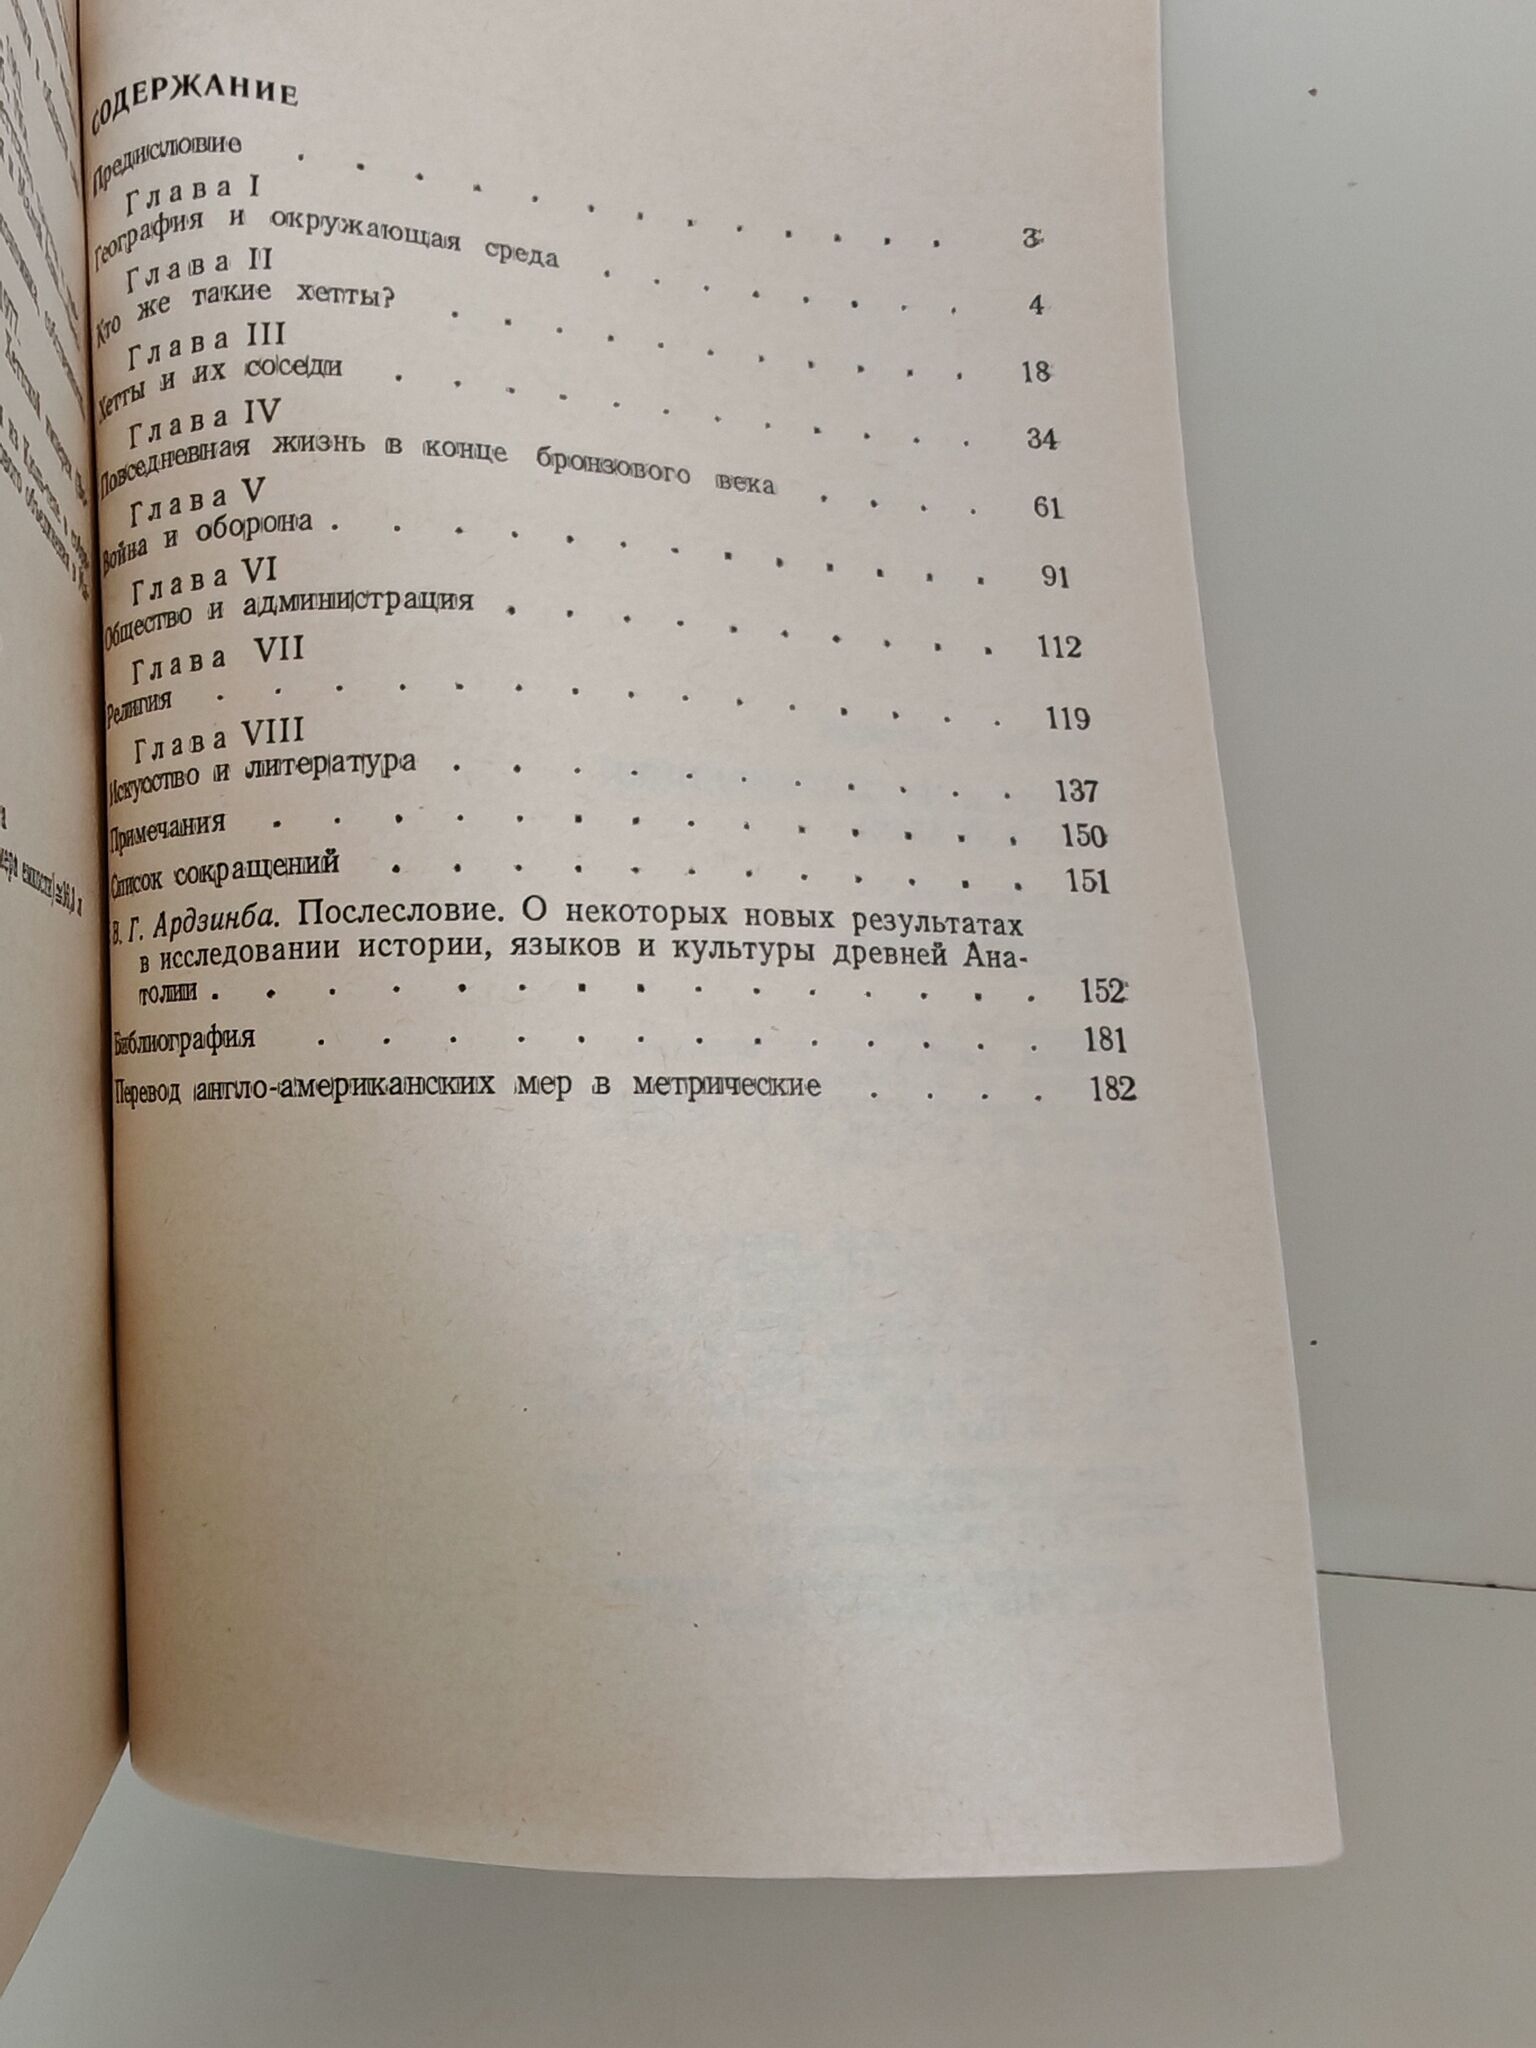 СОДЕРЖАНИЕ
Предисловие . . . . . . . . . . . . 3
Глава I
География и окружающая среда . . . . . . . . 4
Глава II
Кто же такие хетты? . . . . . . . . . . 18
Глава III
Хетты и их соседи . . . . . . . . . . . 34
Глава IV
Повседневная жизнь в конце бронзового века . . . . 61
Глава V
Война и оборона . . . . . . . . . . . . 91
Глава VI
Общество и администрация . . . . . . . . . 112
Глава VII
Религия . . . . . . . . . . . . . . 119
Глава VIII
Искусство и литература . . . . . . . . . . 137
Примечания . . . . . . . . . . . . . 150
Список сокращений . . . . . . . . . . . 151
В. Г. Ардзинба. Послесловие. О некоторых новых результатах
в исследовании истории, языков и культуры древней Ана-
толии . . . . . . . . . . . . . . 152
Библиография . . . . . . . . . . . . 181
Перевод англо-американских мер в метрические . . . . 182